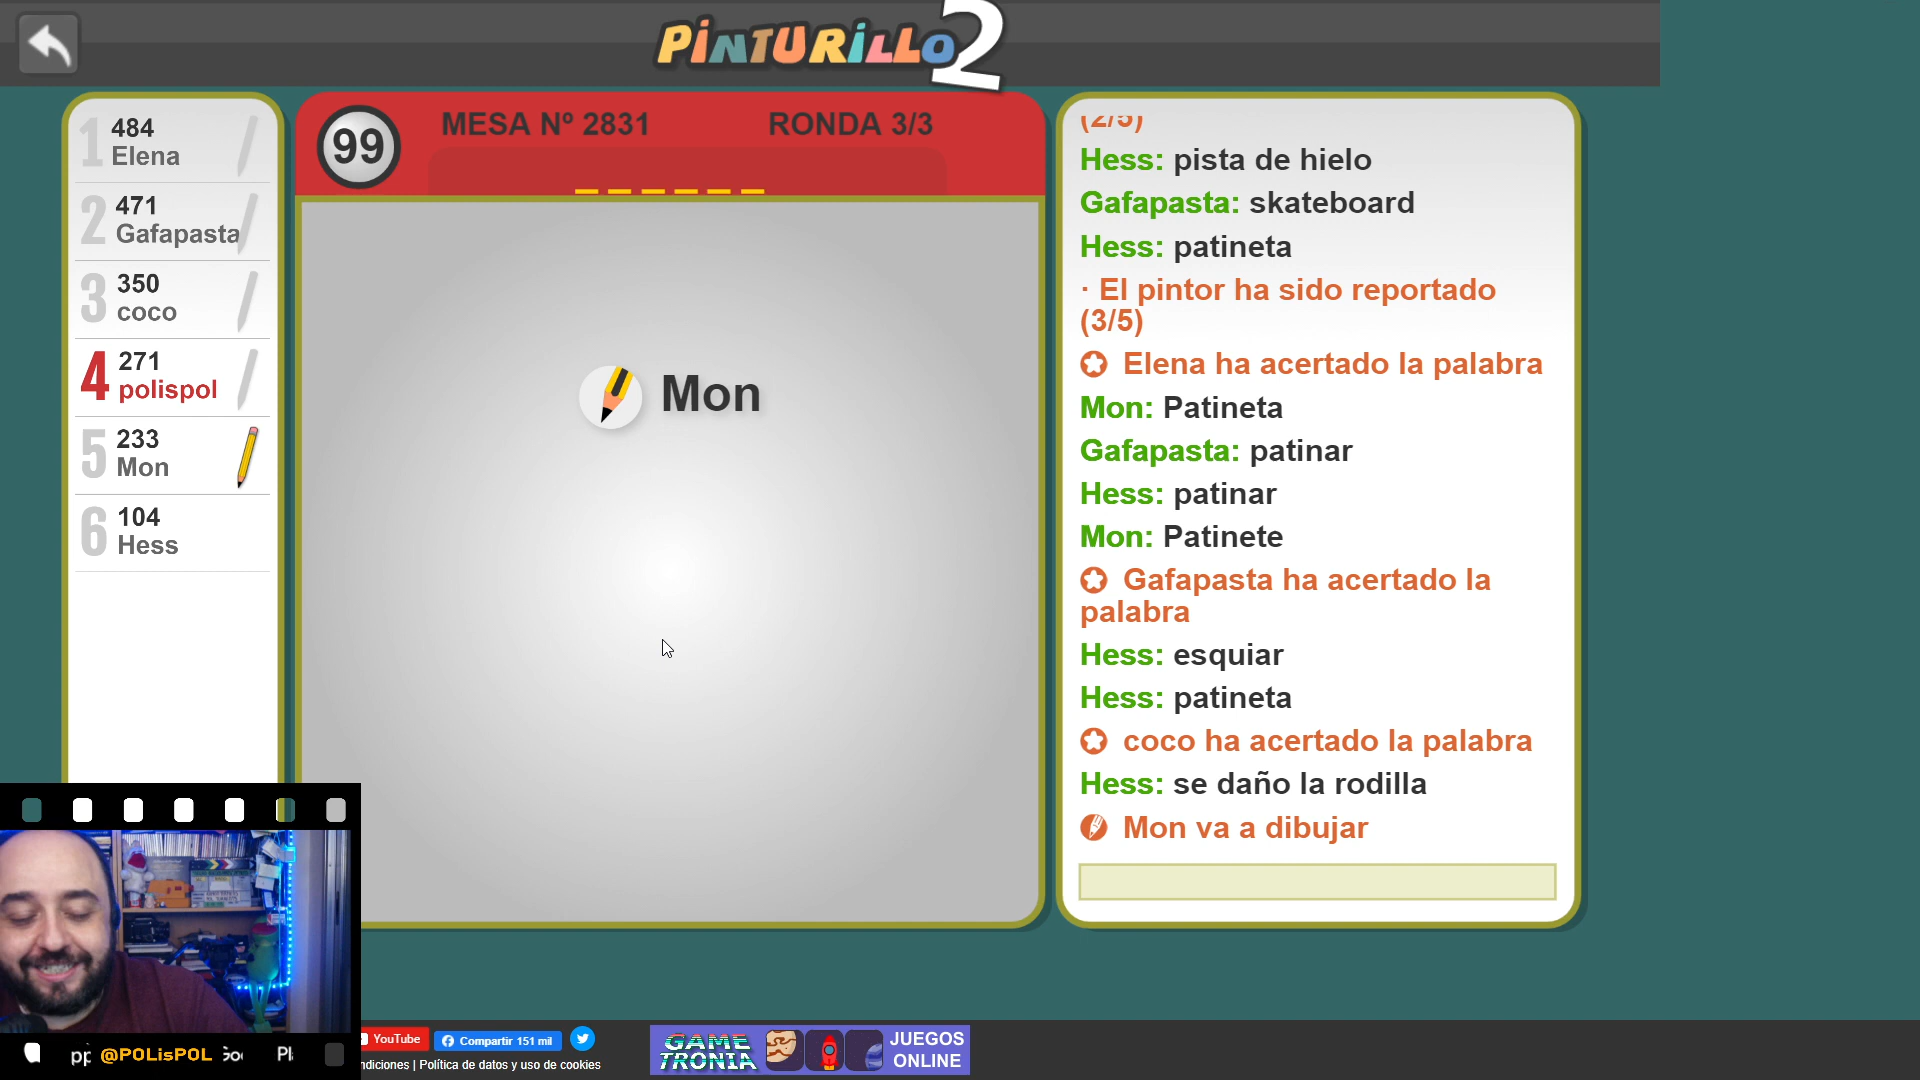 PiNTURiLLO 2
1 484
Elena
2 471
Gafapasta
3 350
coco
4 271
polispol
5 233
Mon
6 104
Hess
99
MESA Nº 2831
RONDA 3/3
Mon
(2/5)
Hess: pista de hielo
Gafapasta: skateboard
Hess: patineta
· El pintor ha sido reportado
(3/5)
Elena ha acertado la palabra
Mon: Patineta
Gafapasta: patinar
Hess: patinar
Mon: Patinete
Gafapasta ha acertado la
palabra
Hess: esquiar
Hess: patineta
coco ha acertado la palabra
Hess: se daño la rodilla
Mon va a dibujar
@POLisPOL
YouTube
Compartir 151 mil
ndiciones | Política de datos y uso de cookies
GAME
TRONIA
JUEGOS
ONLINE